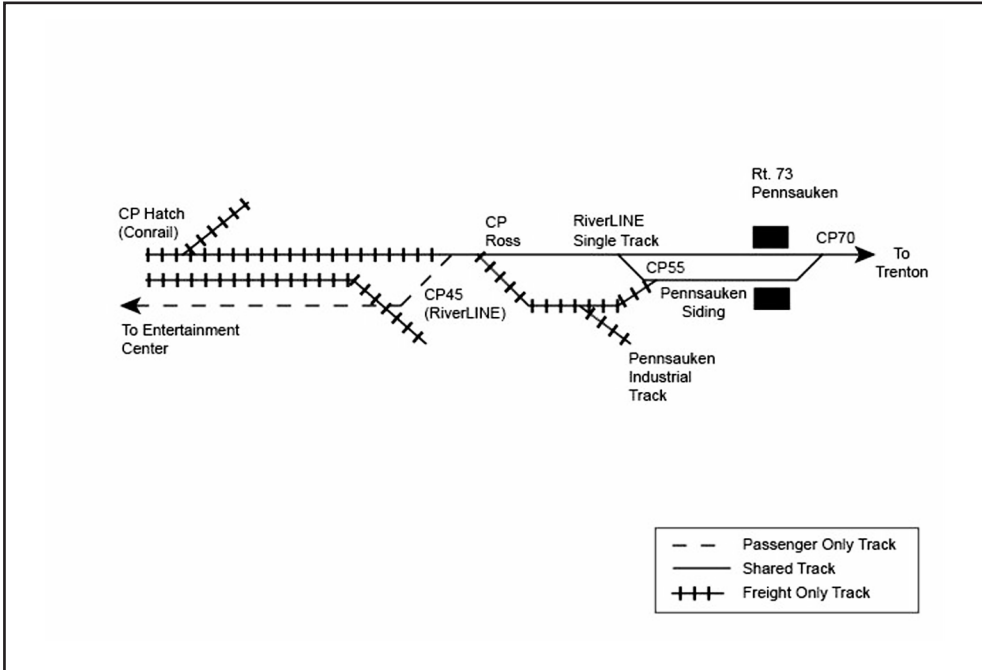 Rt. 73
Pennsauken
CP Hatch
(Conrail)
CP
Ross
RiverLINE
Single Track
CP70
To
Trenton
CP55
CP45
(RiverLINE)
Pennsauken
Siding
To Entertainment
Center
Pennsauken
Industrial
Track
Passenger Only Track
Shared Track
Freight Only Track